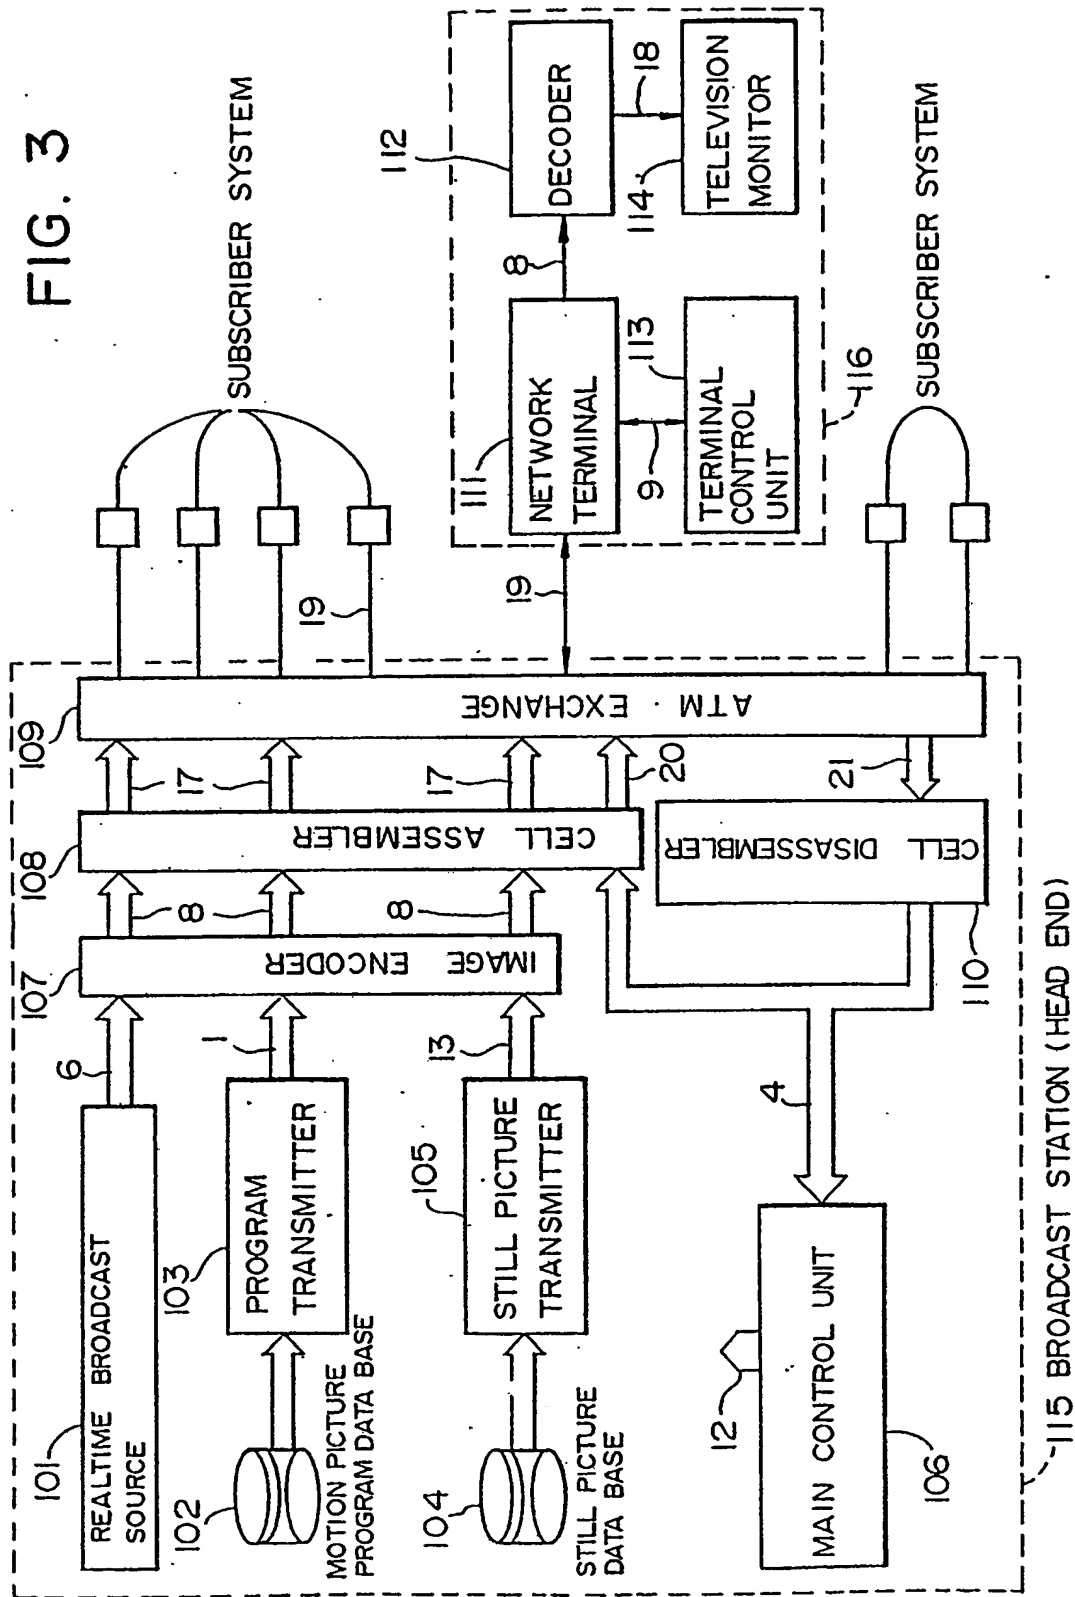 FIG. 3
101
REALTIME BROADCAST
SOURCE
6
107
IMAGE ENCODER
8
108
CELL ASSEMBLER
17
109
ATM EXCHANGE
SUBSCRIBER SYSTEM
102
MOTION PICTURE
PROGRAM DATA BASE
103
PROGRAM
TRANSMITTER
1
8
17
19
104
STILL PICTURE
DATA BASE
105
STILL PICTURE
TRANSMITTER
13
8
17
20
19
111
NETWORK
TERMINAL
8
112
DECODER
18
9
113
TERMINAL
CONTROL
UNIT
114
TELEVISION
MONITOR
116
12
MAIN CONTROL UNIT
106
4
110
CELL DISASSEMBLER
21
SUBSCRIBER SYSTEM
115 BROADCAST STATION (HEAD END)